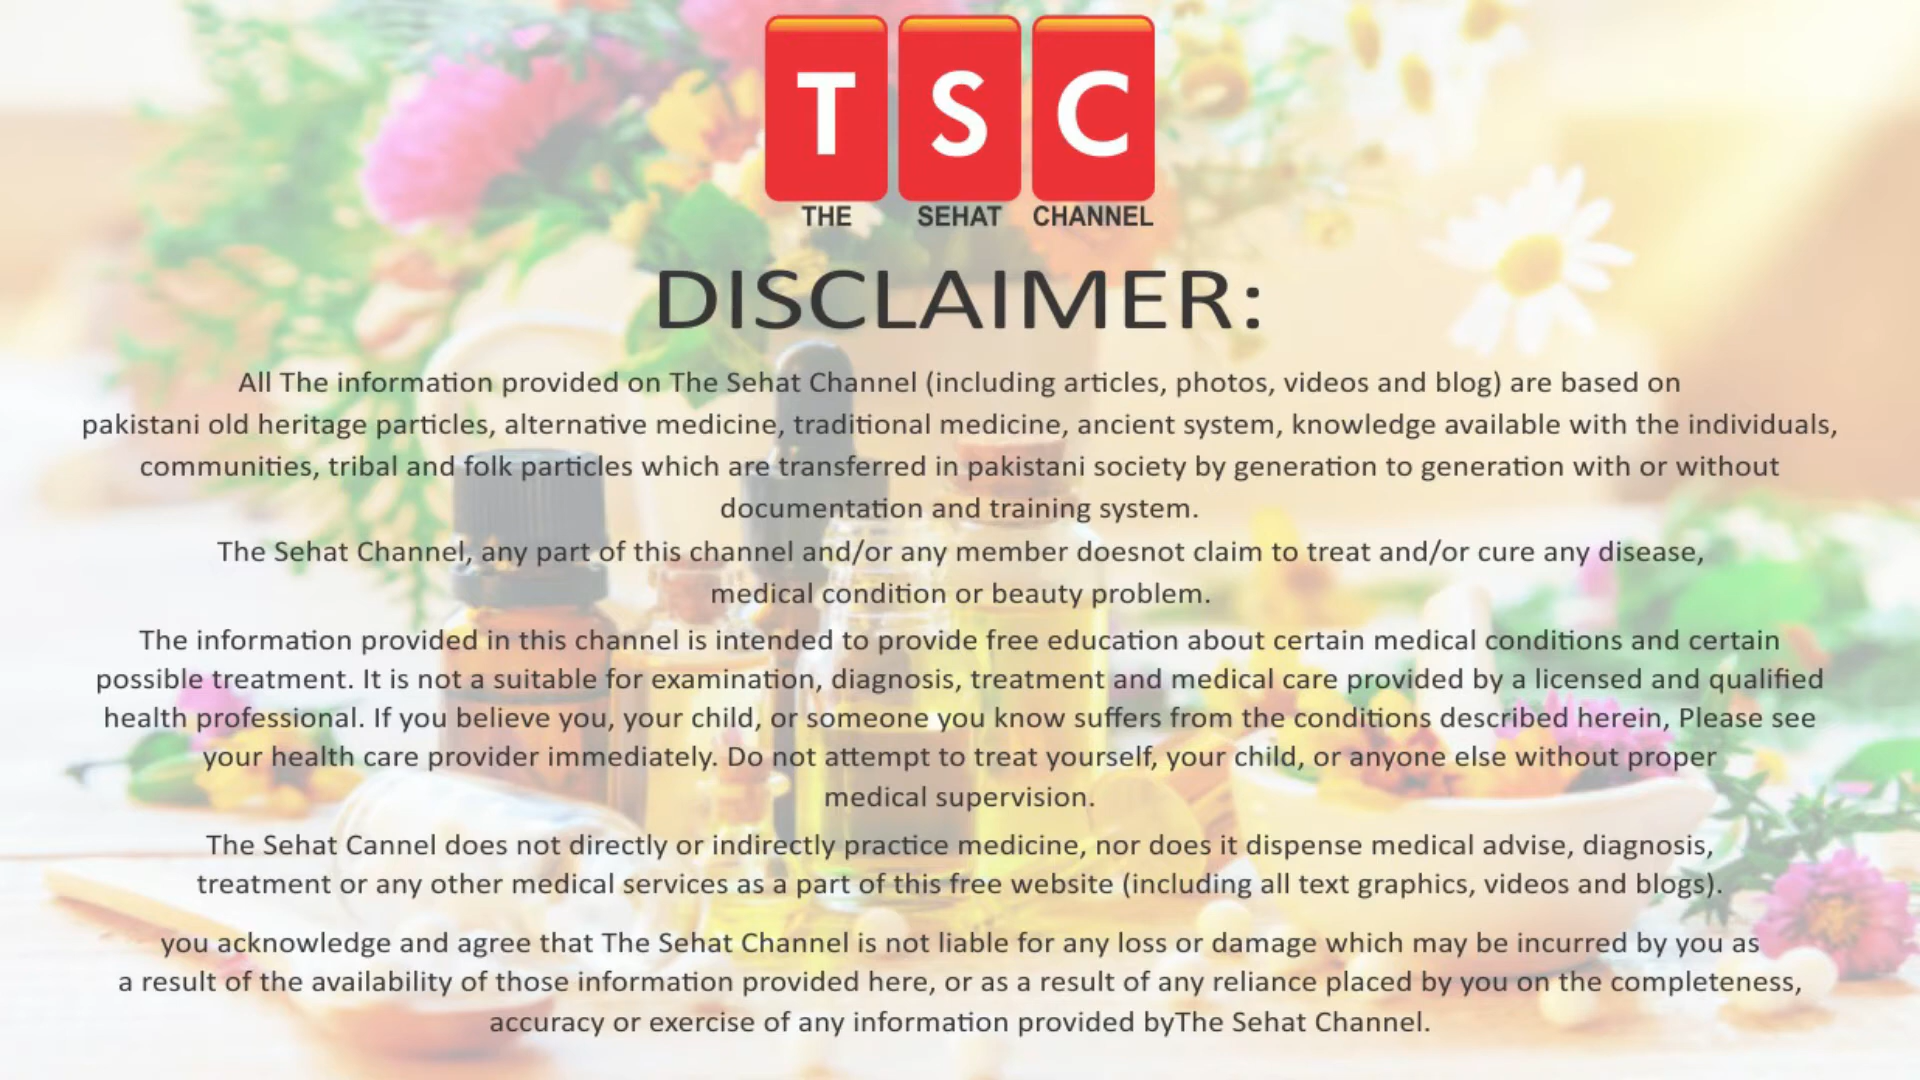 T S C
THE SEHAT CHANNEL
DISCLAIMER:
All The information provided on The Sehat Channel (including articles, photos, videos and blog) are based on
pakistani old heritage particles, alternative medicine, traditional medicine, ancient system, knowledge available with the individuals,
communities, tribal and folk particles which are transferred in pakistani society by generation to generation with or without
documentation and training system.
The Sehat Channel, any part of this channel and/or any member doesnot claim to treat and/or cure any disease,
medical condition or beauty problem.
The information provided in this channel is intended to provide free education about certain medical conditions and certain
possible treatment. It is not a suitable for examination, diagnosis, treatment and medical care provided by a licensed and qualified
health professional. If you believe you, your child, or someone you know suffers from the conditions described herein, Please see
your health care provider immediately. Do not attempt to treat yourself, your child, or anyone else without proper
medical supervision.
The Sehat Cannel does not directly or indirectly practice medicine, nor does it dispense medical advise, diagnosis,
treatment or any other medical services as a part of this free website (including all text graphics, videos and blogs).
you acknowledge and agree that The Sehat Channel is not liable for any loss or damage which may be incurred by you as
a result of the availability of those information provided here, or as a result of any reliance placed by you on the completeness,
accuracy or exercise of any information provided byThe Sehat Channel.